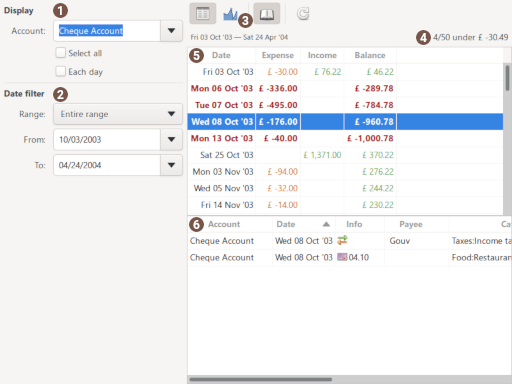 Display 1
Account: Cheque Account
Select all
Each day
Date filter 2
Range: Entire range
From: 10/03/2003
To: 04/24/2004
3
Fri 03 Oct '03 — Sat 24 Apr '04 4 4/50 under £ -30.49
5 Date Expense Income Balance
Fri 03 Oct '03 £ -30.00 £ 76.22 £ 46.22
Mon 06 Oct '03 £ -336.00 £ -289.78
Tue 07 Oct '03 £ -495.00 £ -784.78
Wed 08 Oct '03 £ -176.00 £ -960.78
Mon 13 Oct '03 £ -40.00 £ -1,000.78
Sat 25 Oct '03 £ 1,371.00 £ 370.22
Mon 03 Nov '03 £ -94.00 £ 276.22
Wed 05 Nov '03 £ -32.00 £ 244.22
Fri 14 Nov '03 £ -14.00 £ 230.22
6 Account Date Info Payee Ca
Cheque Account Wed 08 Oct '03 Gouv Taxes:Income ta
Cheque Account Wed 08 Oct '03 04.10 Food:Restauran